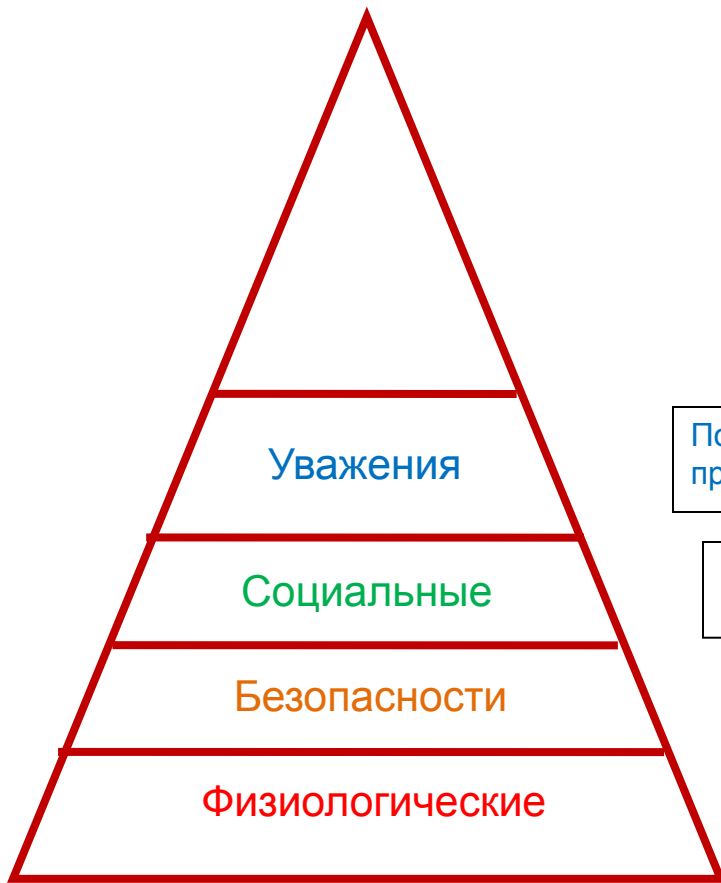 Уважения
Социальные
Безопасности
Физиологические